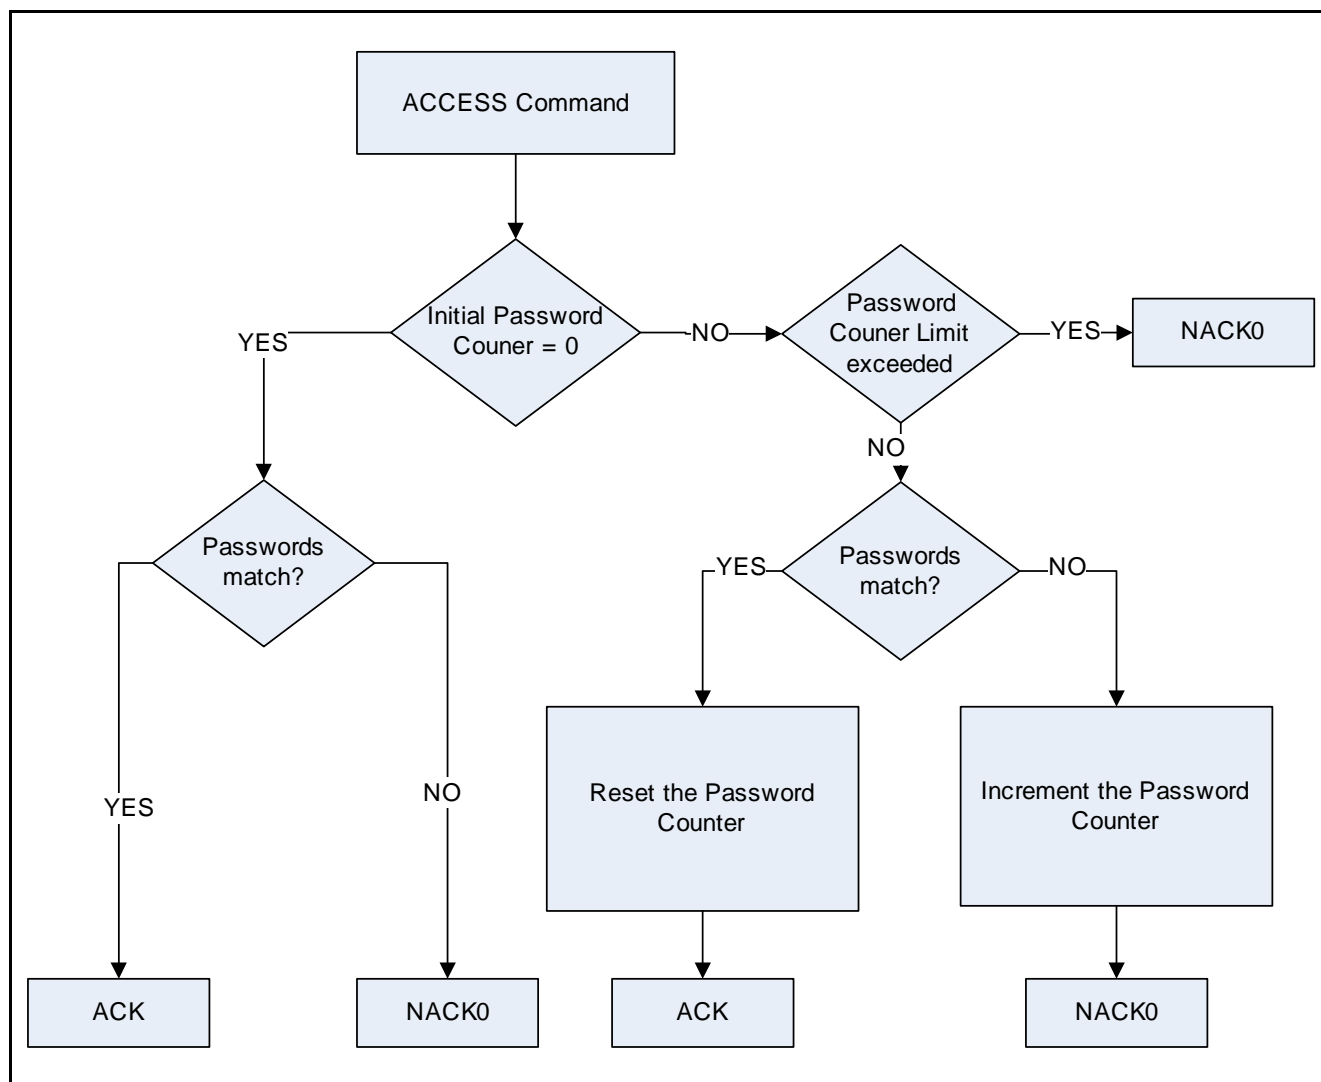 ACCESS Command
Initial Password
Couner = 0
YES
NO
Password
Couner Limit
exceeded
YES
NACK0
NO
Passwords
match?
YES
NO
Passwords
match?
YES
NO
Reset the Password
Counter
Increment the Password
Counter
ACK
NACK0
ACK
NACK0